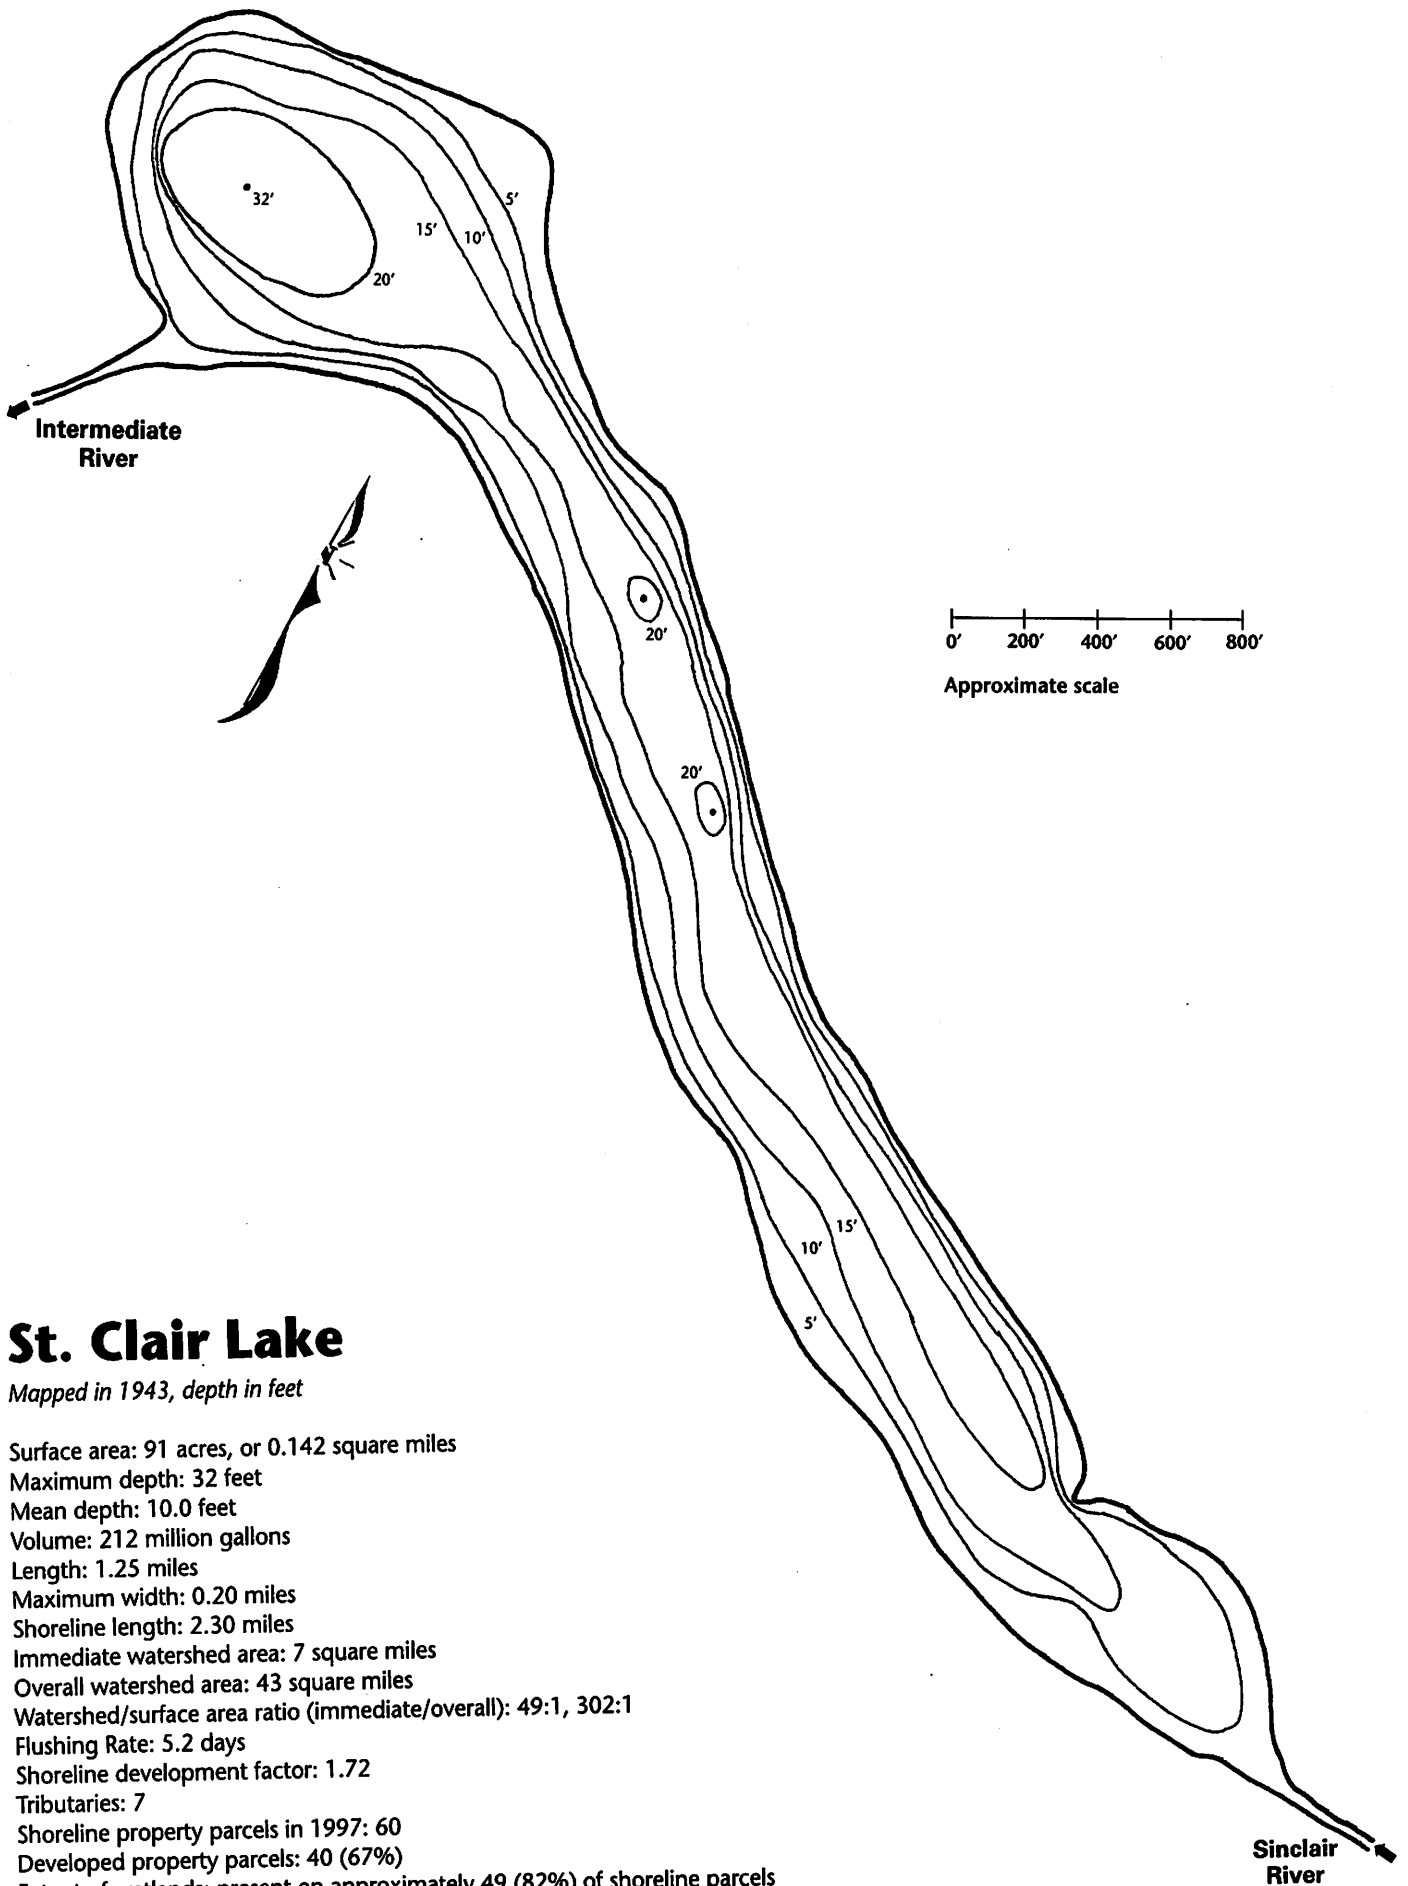 32'
5'
15'
10'
20'
Intermediate
River
20'
0' 200' 400' 600' 800'
Approximate scale
20'
15'
10'
5'
St. Clair Lake
Mapped in 1943, depth in feet
Surface area: 91 acres, or 0.142 square miles
Maximum depth: 32 feet
Mean depth: 10.0 feet
Volume: 212 million gallons
Length: 1.25 miles
Maximum width: 0.20 miles
Shoreline length: 2.30 miles
Immediate watershed area: 7 square miles
Overall watershed area: 43 square miles
Watershed/surface area ratio (immediate/overall): 49:1, 302:1
Flushing Rate: 5.2 days
Shoreline development factor: 1.72
Tributaries: 7
Shoreline property parcels in 1997: 60
Developed property parcels: 40 (67%)
present on approximately 49 (82%) of shoreline parcels
Sinclair
River